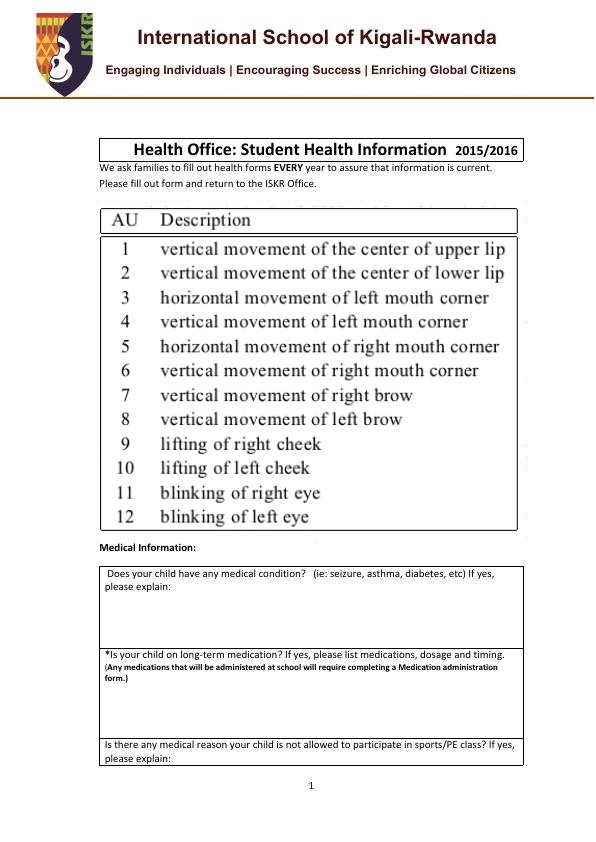 ISKR
International School of Kigali-Rwanda
Engaging Individuals | Encouraging Success | Enriching Global Citizens
Health Office: Student Health Information 2015/2016
We ask families to fill out health forms EVERY year to assure that information is current.
Please fill out form and return to the ISKR Office.
AU Description
1 vertical movement of the center of upper lip
2 vertical movement of the center of lower lip
3 horizontal movement of left mouth corner
4 vertical movement of left mouth corner
5 horizontal movement of right mouth corner
6 vertical movement of right mouth corner
7 vertical movement of right brow
8 vertical movement of left brow
9 lifting of right cheek
10 lifting of left cheek
11 blinking of right eye
12 blinking of left eye
Medical Information:
Does your child have any medical condition? (ie: seizure, asthma, diabetes, etc) If yes,
please explain:
*Is your child on long-term medication? If yes, please list medications, dosage and timing.
(Any medications that will be administered at school will require completing a Medication administration
form.)
Is there any medical reason your child is not allowed to participate in sports/PE class? If yes,
please explain:
1